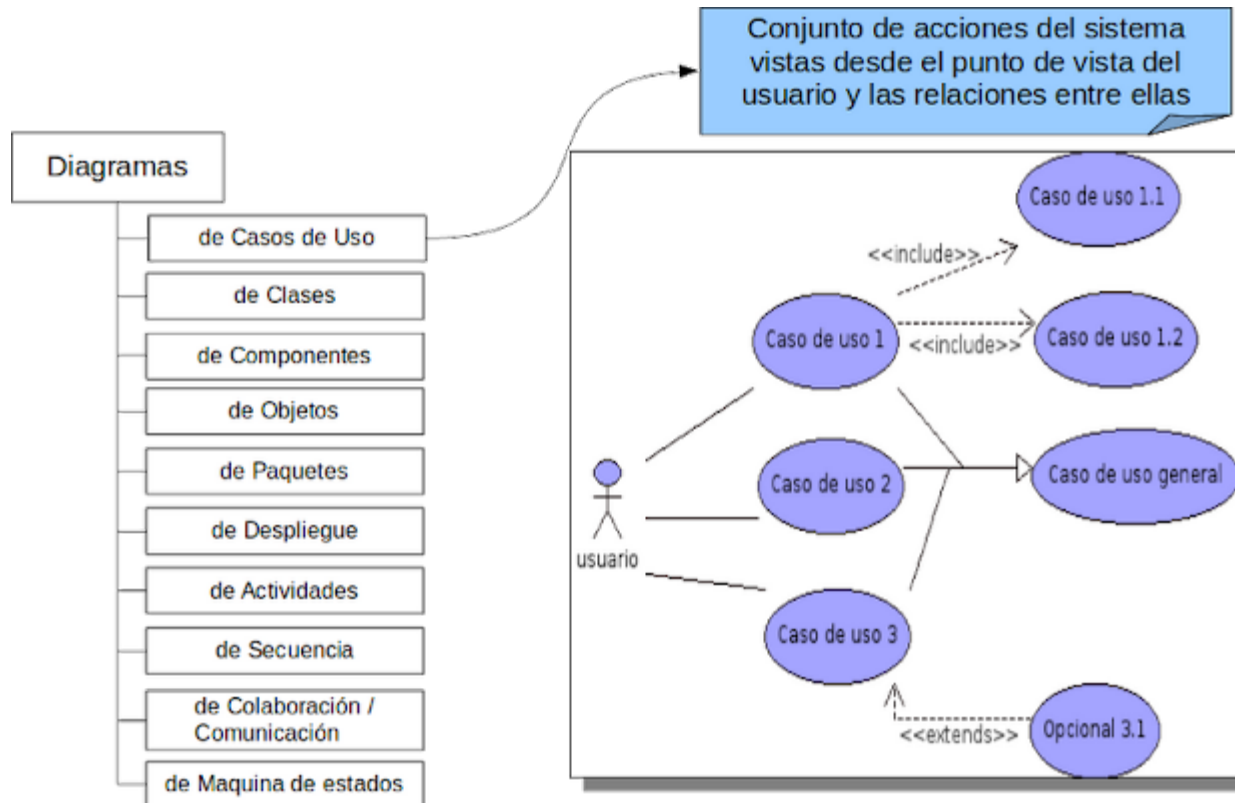 Conjunto de acciones del sistema
vistas desde el punto de vista del
usuario y las relaciones entre ellas
Diagramas
de Casos de Uso
de Clases
de Componentes
de Objetos
de Paquetes
de Despliegue
de Actividades
de Secuencia
de Colaboración /
Comunicación
de Maquina de estados
Caso de uso 1.1
<<include>>
Caso de uso 1
Caso de uso 1.2
<<include>>
Caso de uso 2
Caso de uso general
usuario
Caso de uso 3
<<extends>>
Opcional 3.1